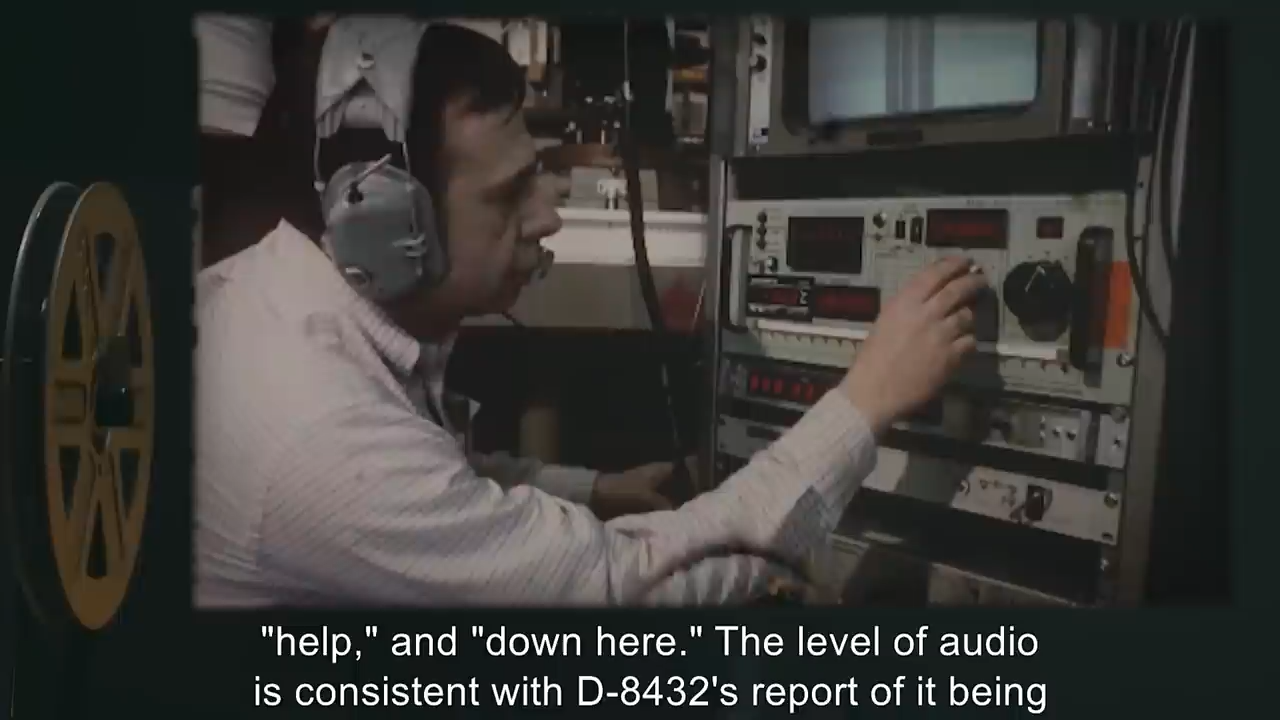 "help," and "down here." The level of audio
is consistent with D-8432's report of it being